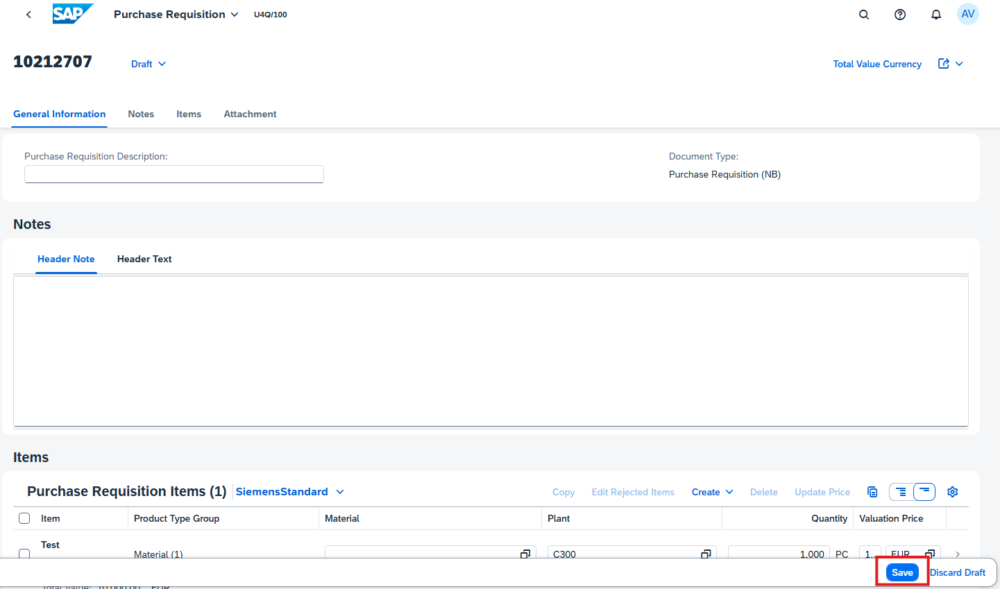 SAP Purchase Requisition U4Q/100 AV
10212707 Draft Total Value Currency
General Information Notes Items Attachment
Purchase Requisition Description: Document Type:
Purchase Requisition (NB)
Notes
Header Note Header Text
Items
Purchase Requisition Items (1) SiemensStandard Copy Edit Rejected Items Create Delete Update Price
Item Product Type Group Material Plant Quantity Valuation Price
Test
Material (1) C300 1,000 PC 1... EUR
Save Discard Draft
Total Value: 10,000.00 EUR